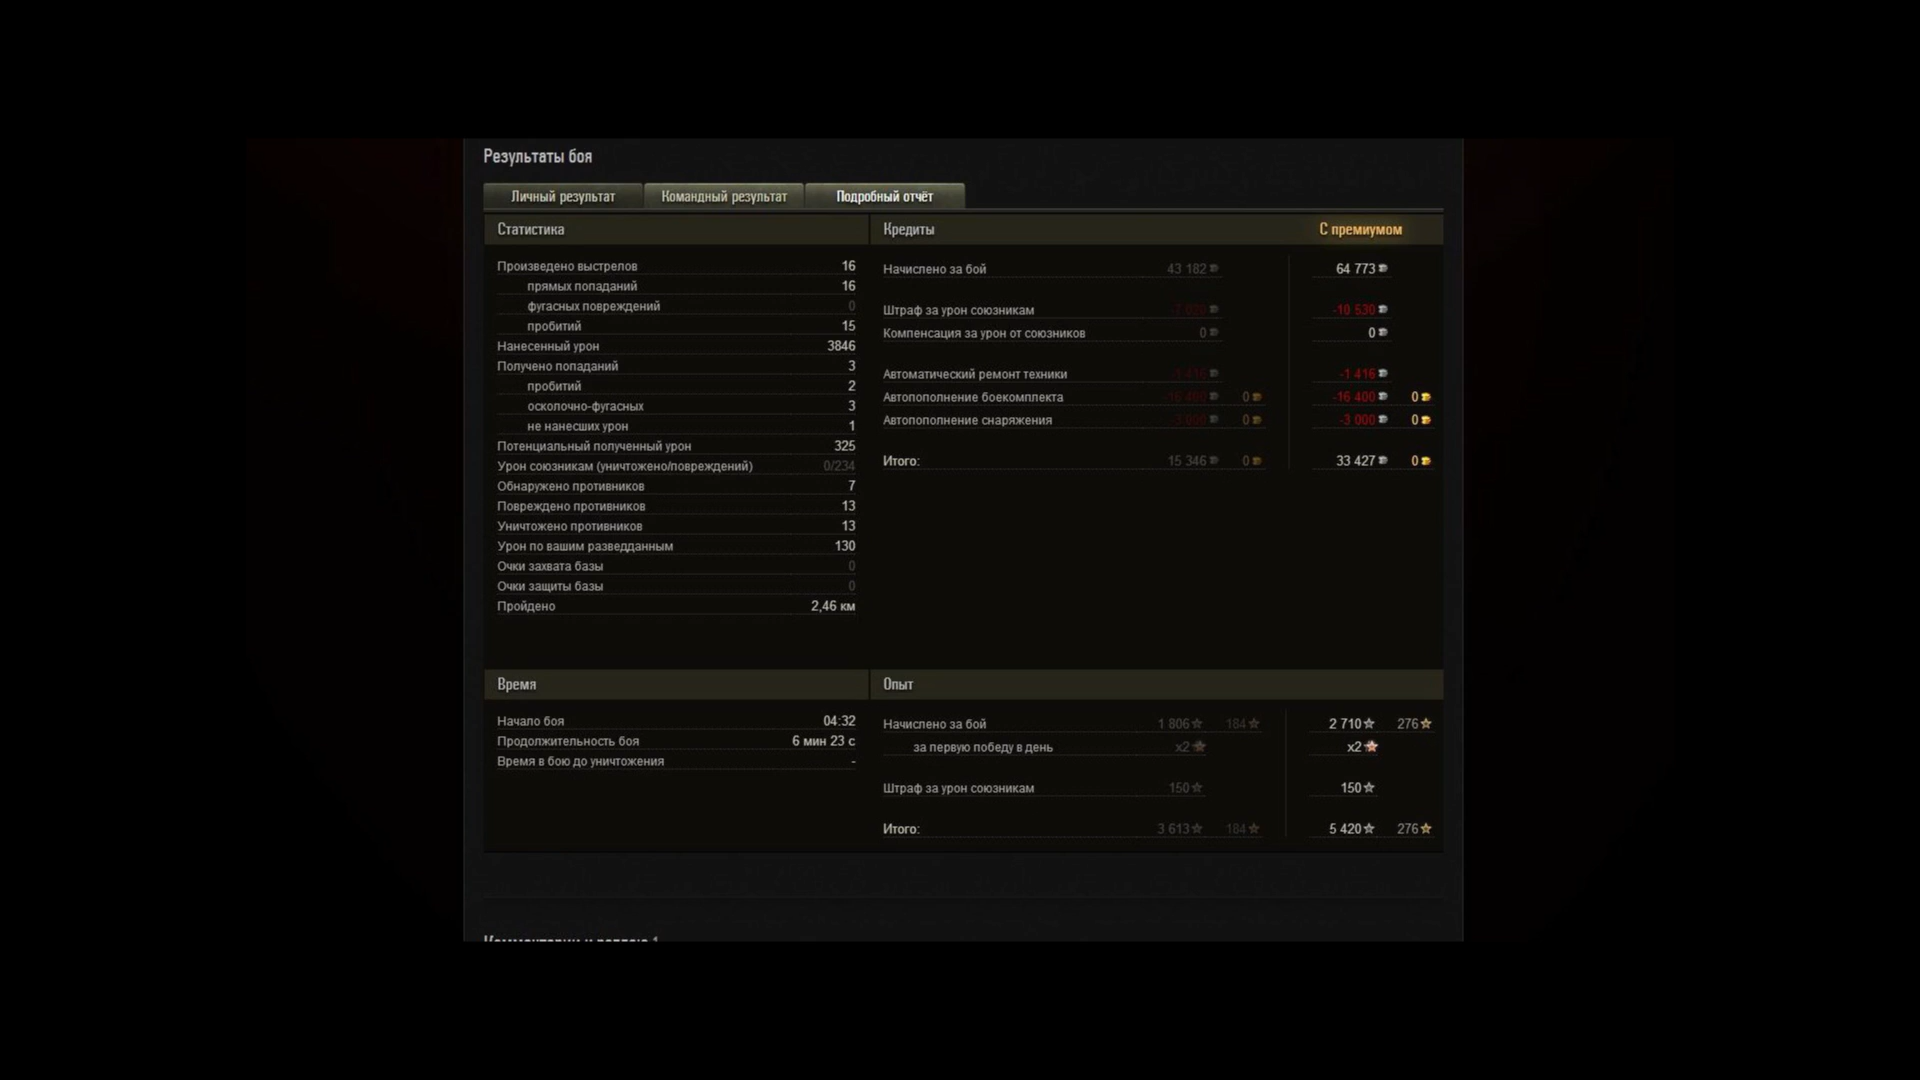 Результаты боя
Личный результат Командный результат Подробный отчёт
Статистика
Произведено выстрелов 16
прямых попаданий 16
фугасных повреждений 0
пробитий 15
Нанесенный урон 3846
Получено попаданий 3
пробитий 2
осколочно-фугасных 3
не нанесших урон 1
Потенциальный полученный урон 325
Урон союзникам (уничтожено/повреждений) 0/234
Обнаружено противников 7
Повреждено противников 13
Уничтожено противников 13
Урон по вашим разведданным 130
Очки захвата базы 0
Очки защиты базы 0
Пройдено 2,46 км
Кредиты С премиумом
Начислено за бой 43 182 64 773
Штраф за урон союзникам -7 020 -10 530
Компенсация за урон от союзников 0 0
Автоматический ремонт техники -1 416 -1 416
Автопополнение боекомплекта -16 400 0 -16 400 0
Автопополнение снаряжения -3 000 0 -3 000 0
Итого: 15 346 0 33 427 0
Время
Начало боя 04:32
Продолжительность боя 6 мин 23 с
Время в бою до уничтожения -
Опыт
Начислено за бой 1 806 184 2 710 276
за первую победу в день x2 x2
Штраф за урон союзникам 150 150
Итого: 3 613 184 5 420 276